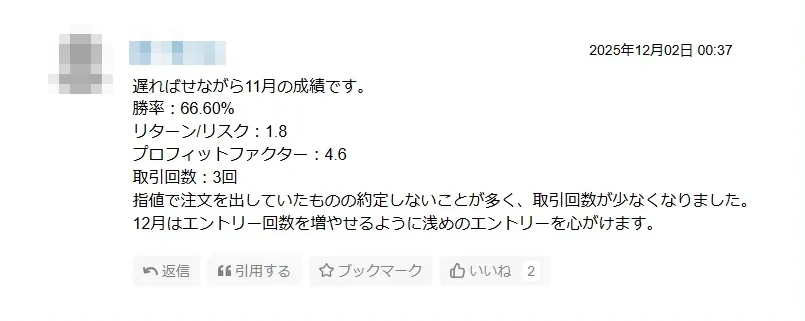 2025年12月02日 00:37
遅ればせながら11月の成績です。
勝率：66.60%
リターン/リスク：1.8
プロフィットファクター：4.6
取引回数：3回
指値で注文を出していたものの約定しないことが多く、取引回数が少なくなりました。
12月はエントリー回数を増やせるように浅めのエントリーを心がけます。
返信 引用する ブックマーク いいね 2